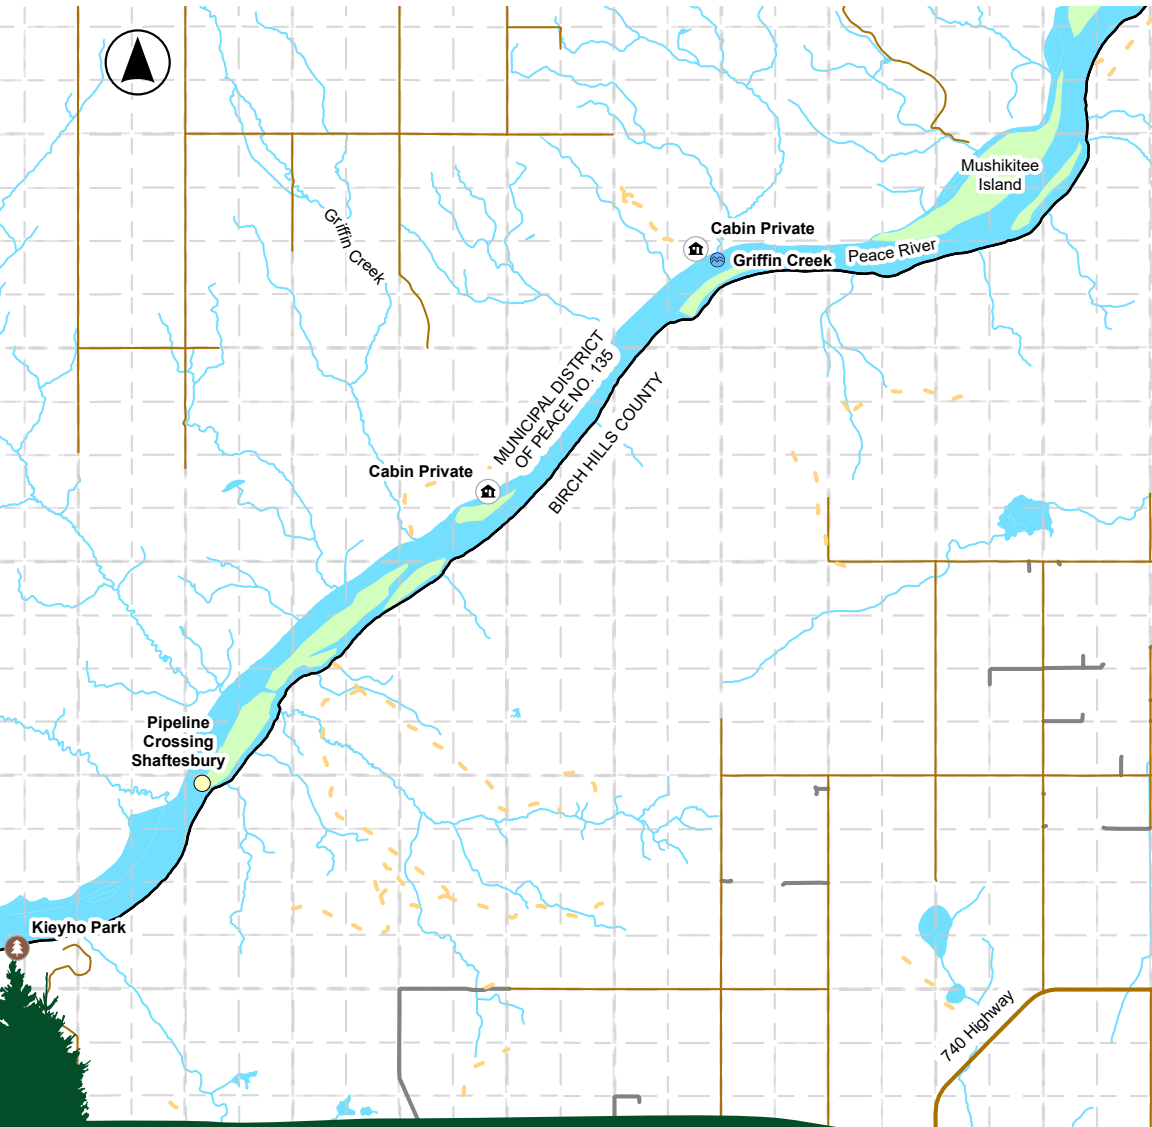 Mushikitee
Island
Griffin Creek
Cabin Private
Griffin Creek
Peace River
MUNICIPAL DISTRICT
OF PEACE NO. 135
BIRCH HILLS COUNTY
Cabin Private
Pipeline
Crossing
Shaftesbury
Kieyho Park
740 Highway